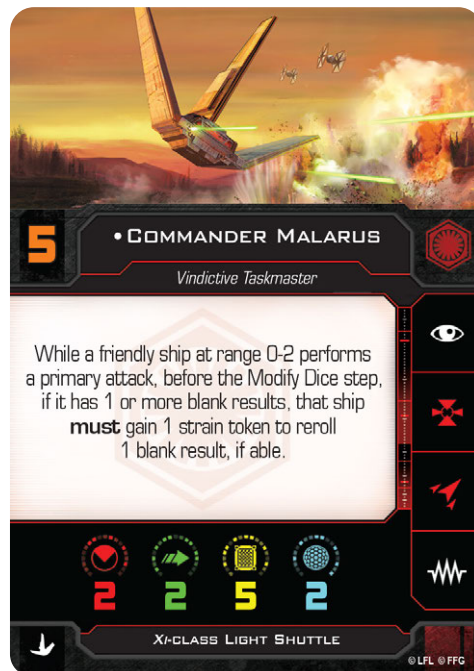 5
•Commander Malarus
Vindictive Taskmaster
While a friendly ship at range 0-2 performs
a primary attack, before the Modify Dice step,
if it has 1 or more blank results, that ship
must gain 1 strain token to reroll
1 blank result, if able.
2 2 5 2
Xi-class Light Shuttle
© LFL © FFG